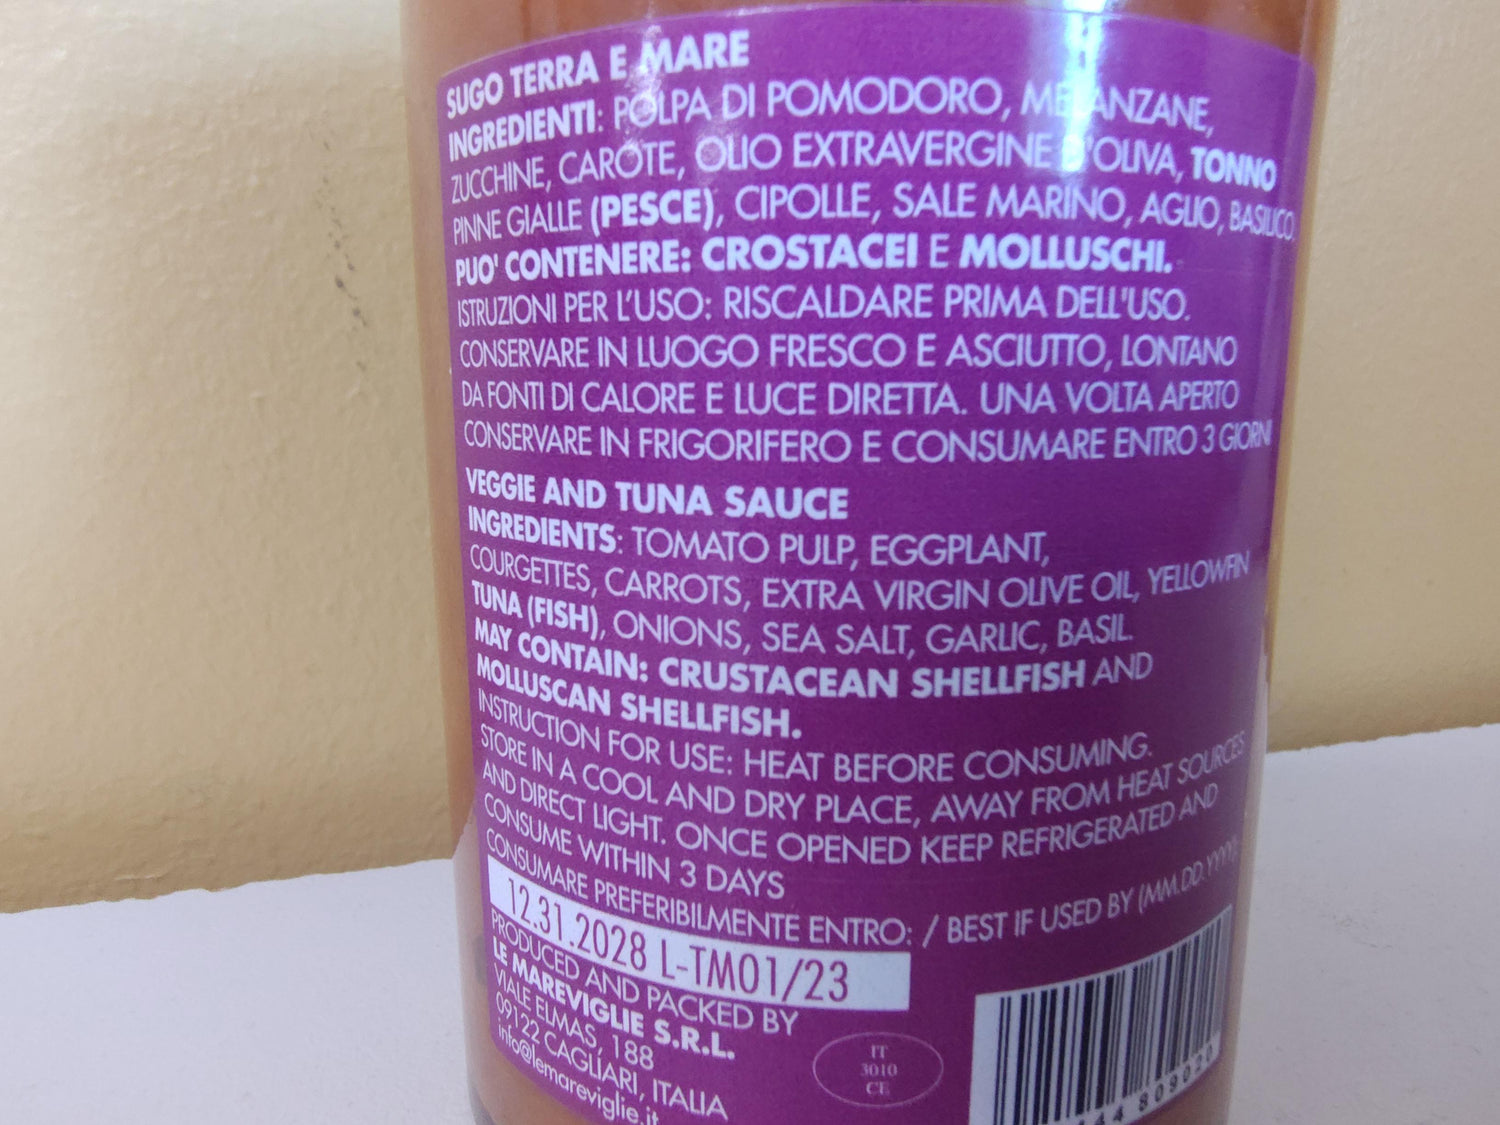 SUGO TERRA E MARE
INGREDIENTI: POLPA DI POMODORO, MELANZANE,
ZUCCHINE, CAROTE, OLIO EXTRAVERGINE D'OLIVA, TONNO
PINNE GIALLE (PESCE), CIPOLLE, SALE MARINO, AGLIO, BASILICO.
PUO' CONTENERE: CROSTACEI E MOLLUSCHI.
ISTRUZIONI PER L'USO: RISCALDARE PRIMA DELL'USO.
CONSERVARE IN LUOGO FRESCO E ASCIUTTO, LONTANO
DA FONTI DI CALORE E LUCE DIRETTA. UNA VOLTA APERTO
CONSERVARE IN FRIGORIFERO E CONSUMARE ENTRO 3 GIORNI
VEGGIE AND TUNA SAUCE
INGREDIENTS: TOMATO PULP, EGGPLANT,
COURGETTES, CARROTS, EXTRA VIRGIN OLIVE OIL, YELLOWFIN
TUNA (FISH), ONIONS, SEA SALT, GARLIC, BASIL.
MAY CONTAIN: CRUSTACEAN SHELLFISH AND
MOLLUSCAN SHELLFISH.
INSTRUCTION FOR USE: HEAT BEFORE CONSUMING.
STORE IN A COOL AND DRY PLACE, AWAY FROM HEAT SOURCES
AND DIRECT LIGHT. ONCE OPENED KEEP REFRIGERATED AND
CONSUME WITHIN 3 DAYS
CONSUMARE PREFERIBILMENTE ENTRO: / BEST IF USED BY (MM.DD.YYYY):
12.31.2028 L-TM01/23
PRODUCED AND PACKED BY
LE MAREVIGLIE S.R.L.
VIALE ELMAS, 188
09122 CAGLIARI, ITALIA
info@lemareviglie.it
IT
3010
CE